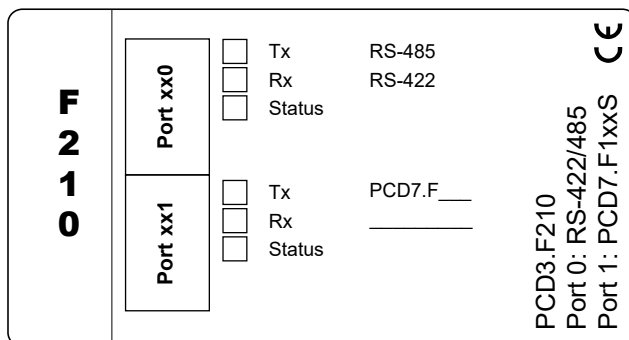 F
2
1
0
Port xx0
Tx RS-485
Rx RS-422
Status
Port xx1
Tx PCD7.F___
Rx __________
Status
PCD3.F210
Port 0: RS-422/485
Port 1: PCD7.F1xxS
CE